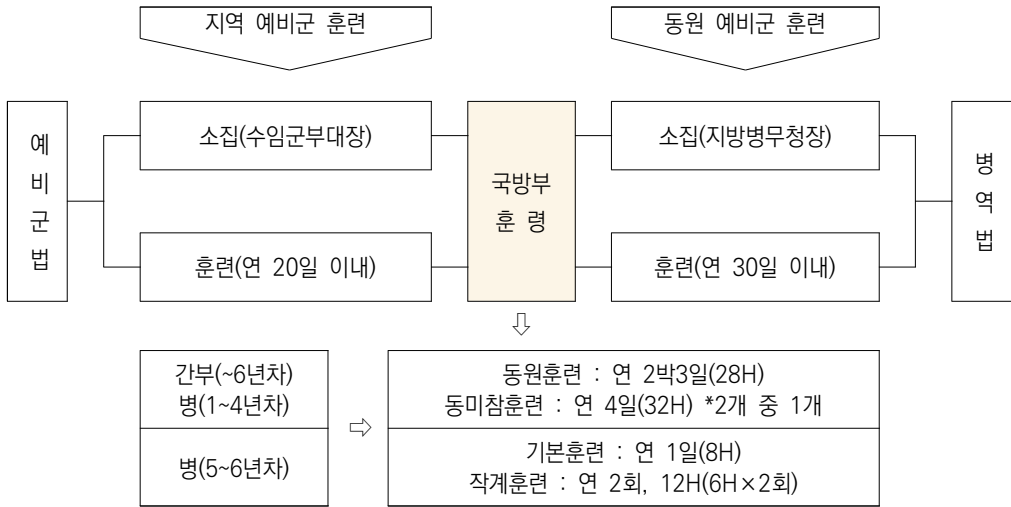 지역 예비군 훈련
동원 예비군 훈련
예비군법
소집(수임군부대장)
훈련(연 20일 이내)
국방부
훈 령
소집(지방병무청장)
훈련(연 30일 이내)
병역법
⇩
간부(~6년차)
병(1~4년차)
병(5~6년차)
⇨
동원훈련 : 연 2박3일(28H)
동미참훈련 : 연 4일(32H) *2개 중 1개
기본훈련 : 연 1일(8H)
작계훈련 : 연 2회, 12H(6H×2회)